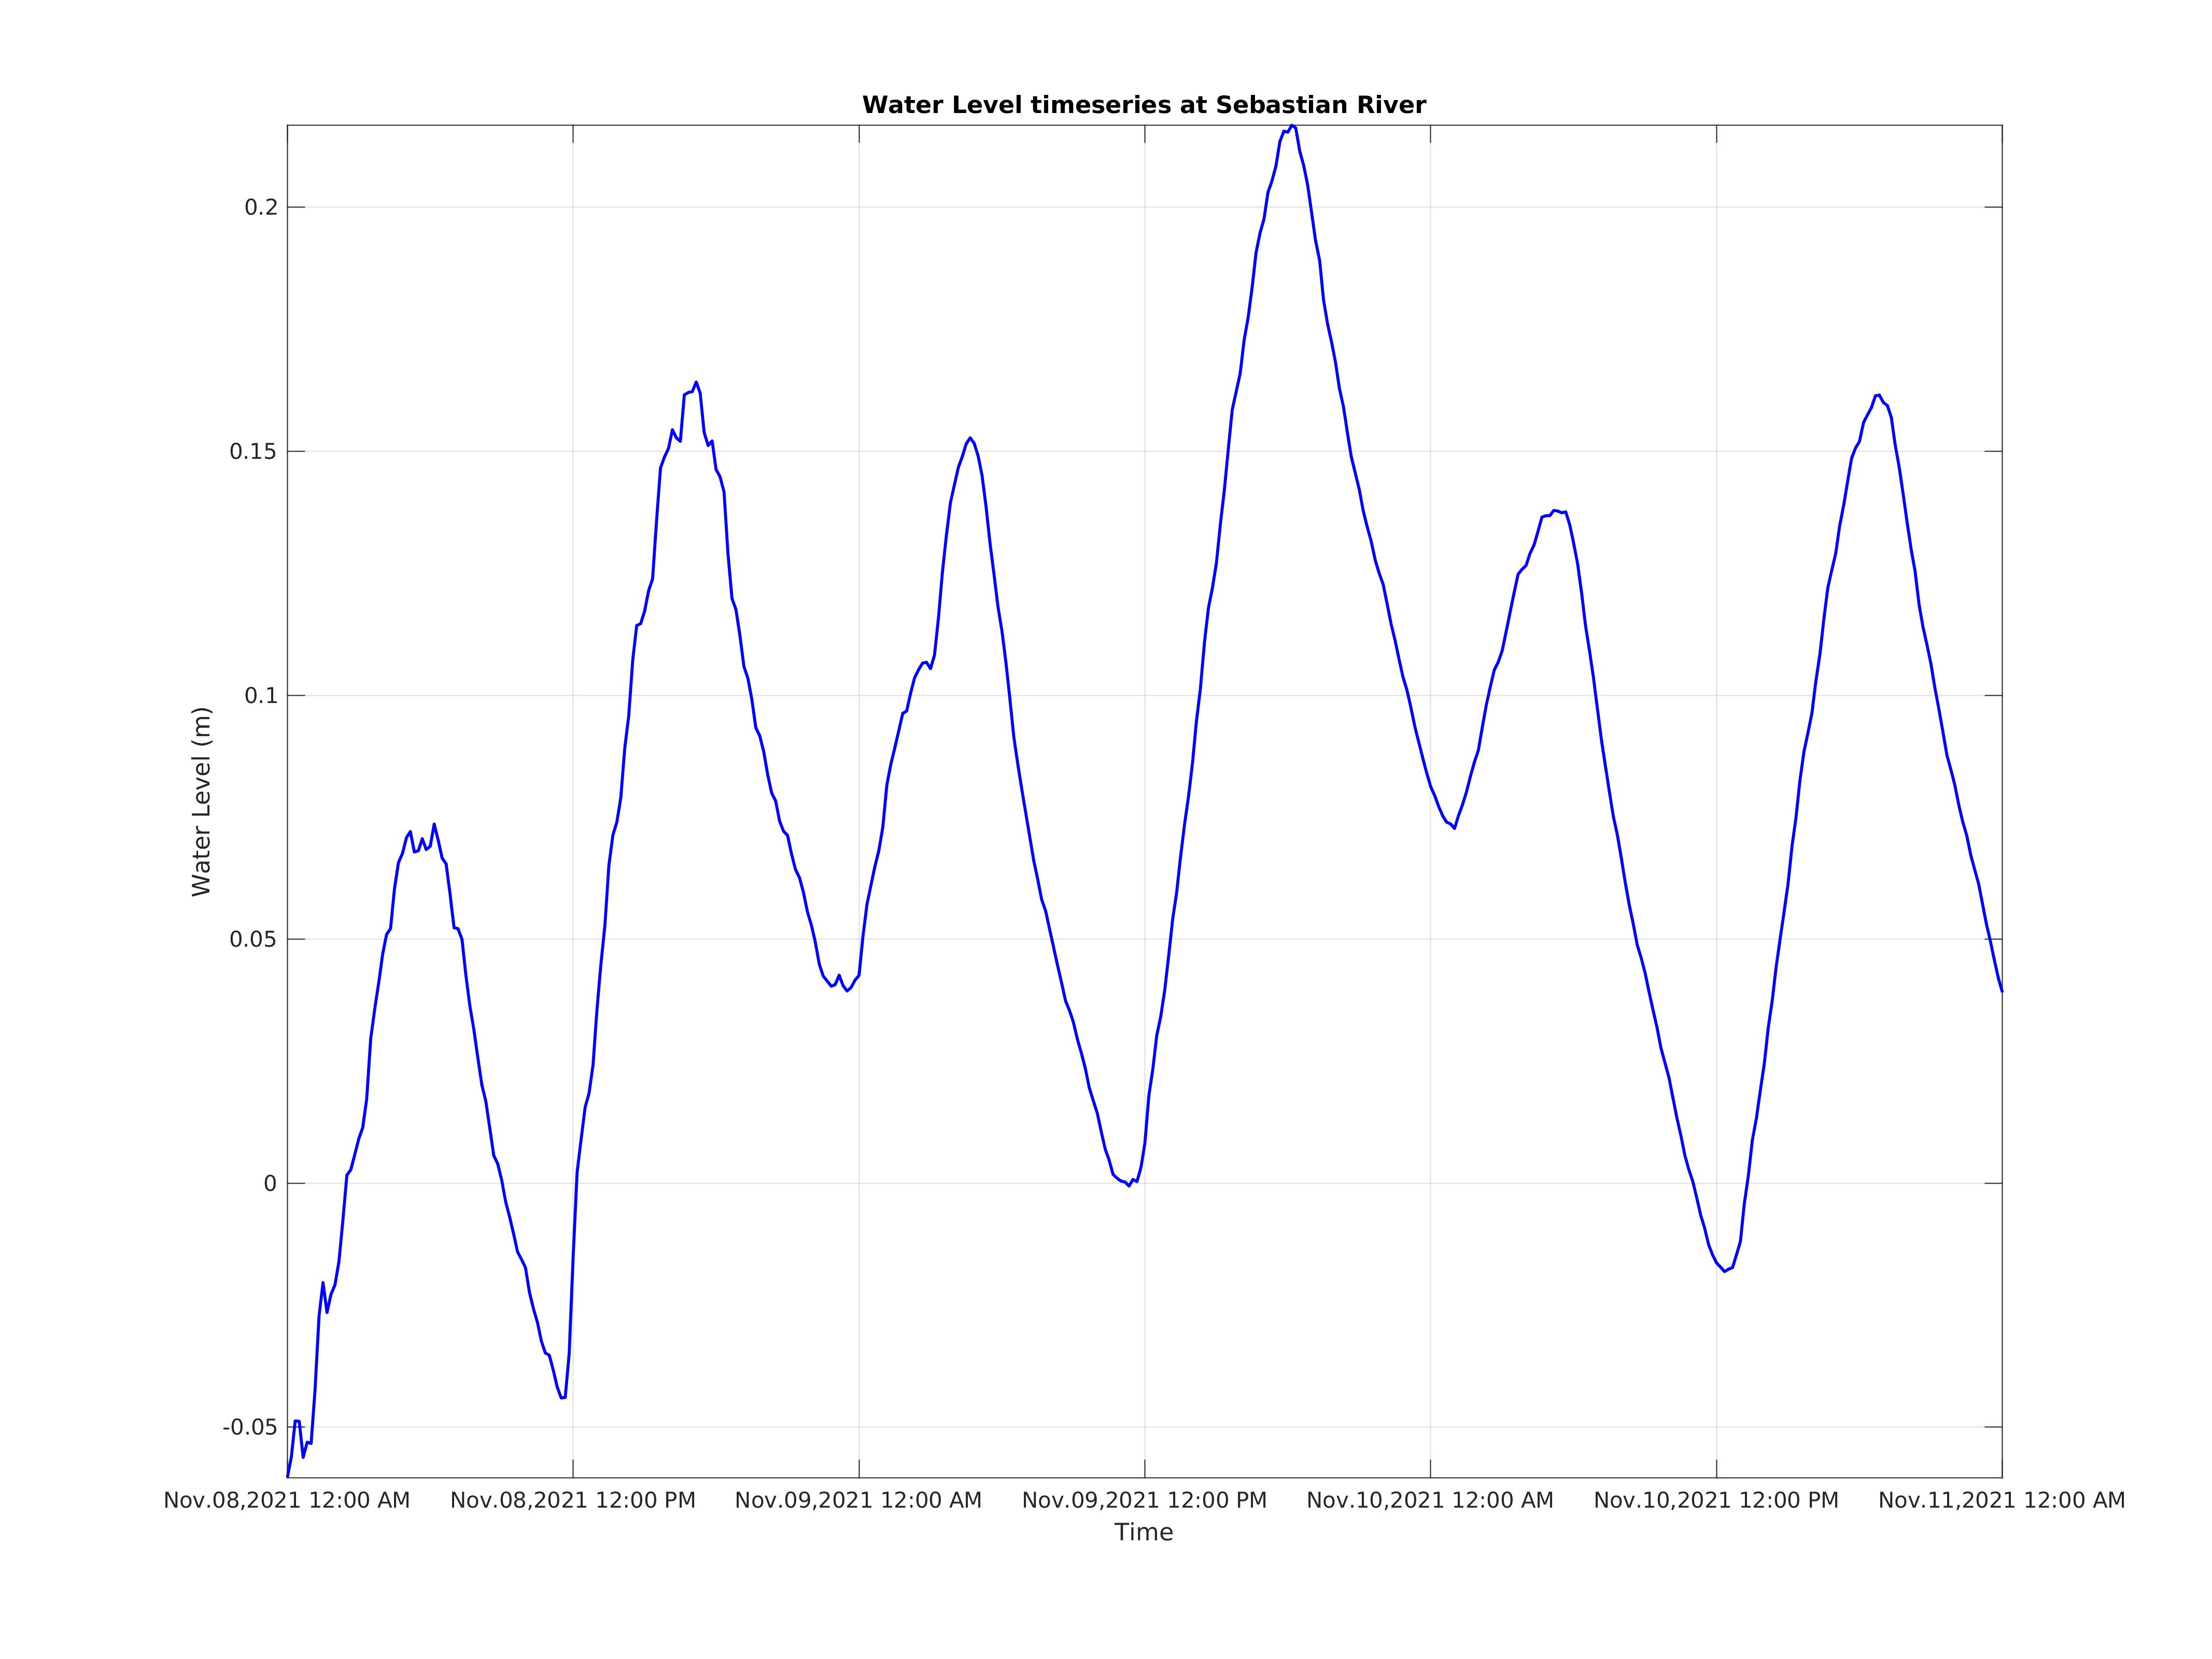 Water Level timeseries at Sebastian River
0.2
0.15
0.1
0.05
0
-0.05
Water Level (m)
Nov.08,2021 12:00 AM Nov.08,2021 12:00 PM Nov.09,2021 12:00 AM Nov.09,2021 12:00 PM Nov.10,2021 12:00 AM Nov.10,2021 12:00 PM Nov.11,2021 12:00 AM
Time